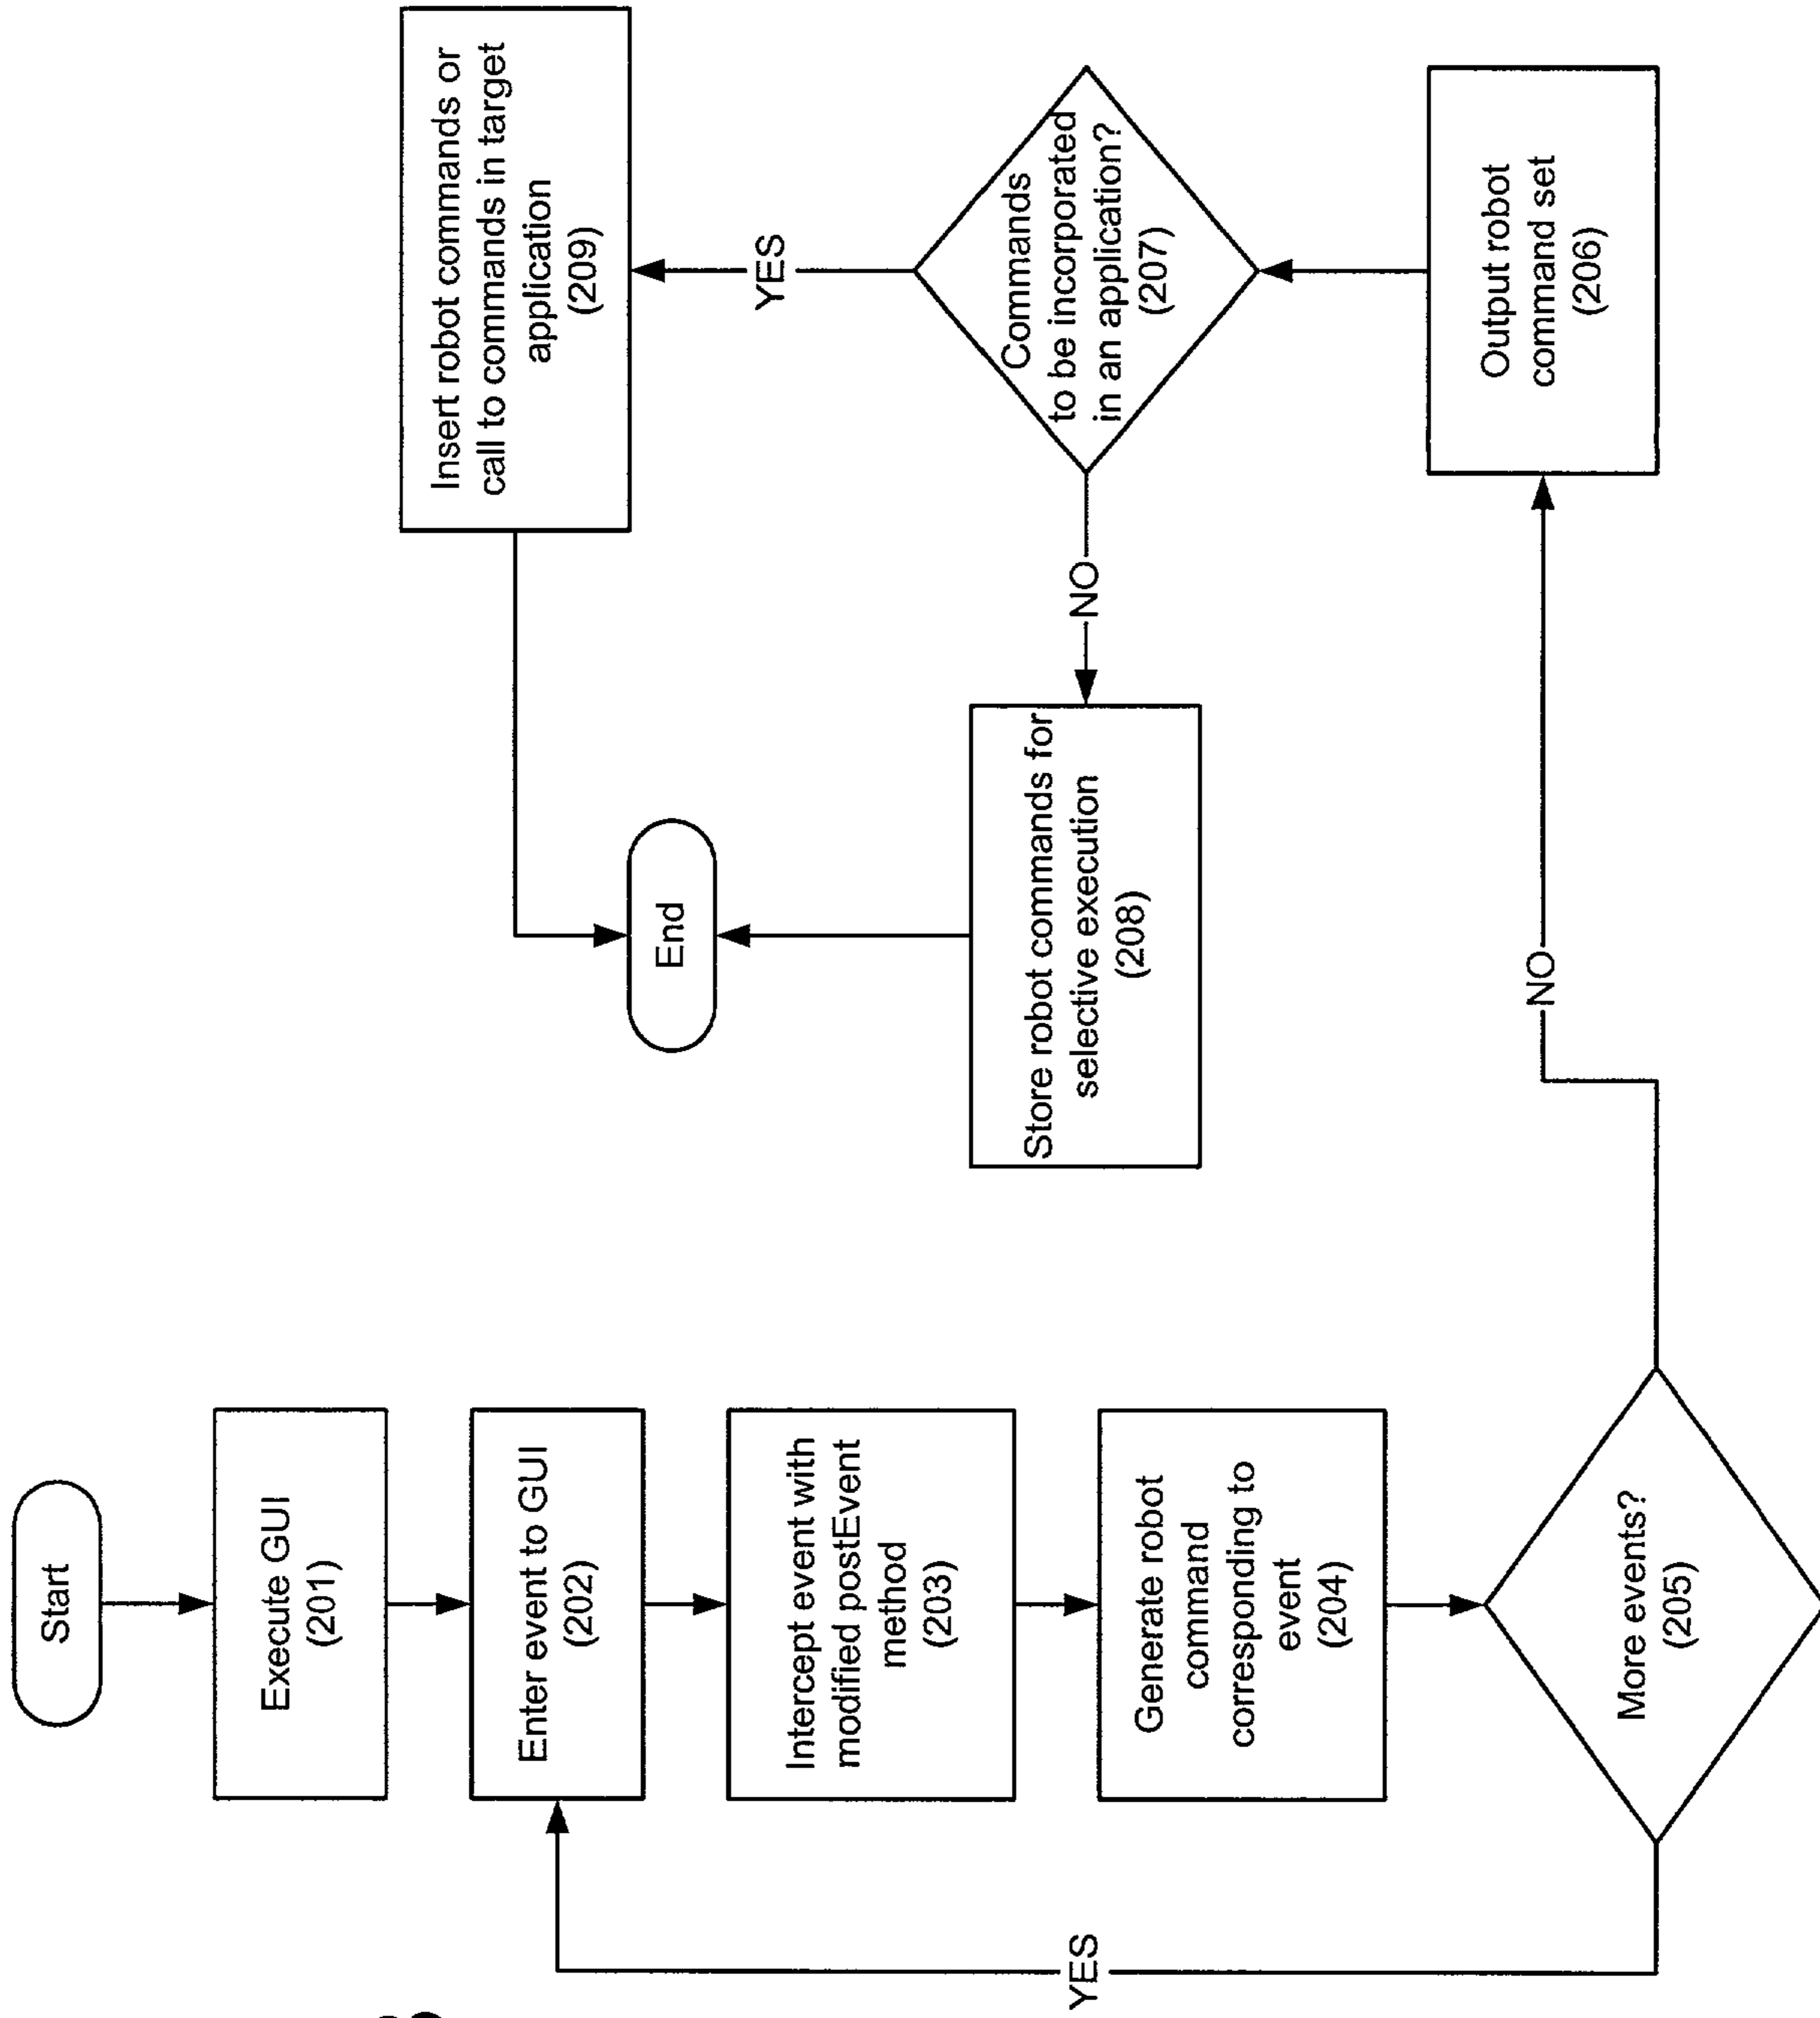 Start
Execute GUI
(201)
Enter event to GUI
(202)
Intercept event with
modified postEvent
method
(203)
Generate robot
command
corresponding to
event
(204)
More events?
(205)
YES
NO
Output robot
command set
(206)
Commands
to be incorporated
in an application?
(207)
NO
YES
Store robot commands for
selective execution
(208)
Insert robot commands or
call to commands in target
application
(209)
End